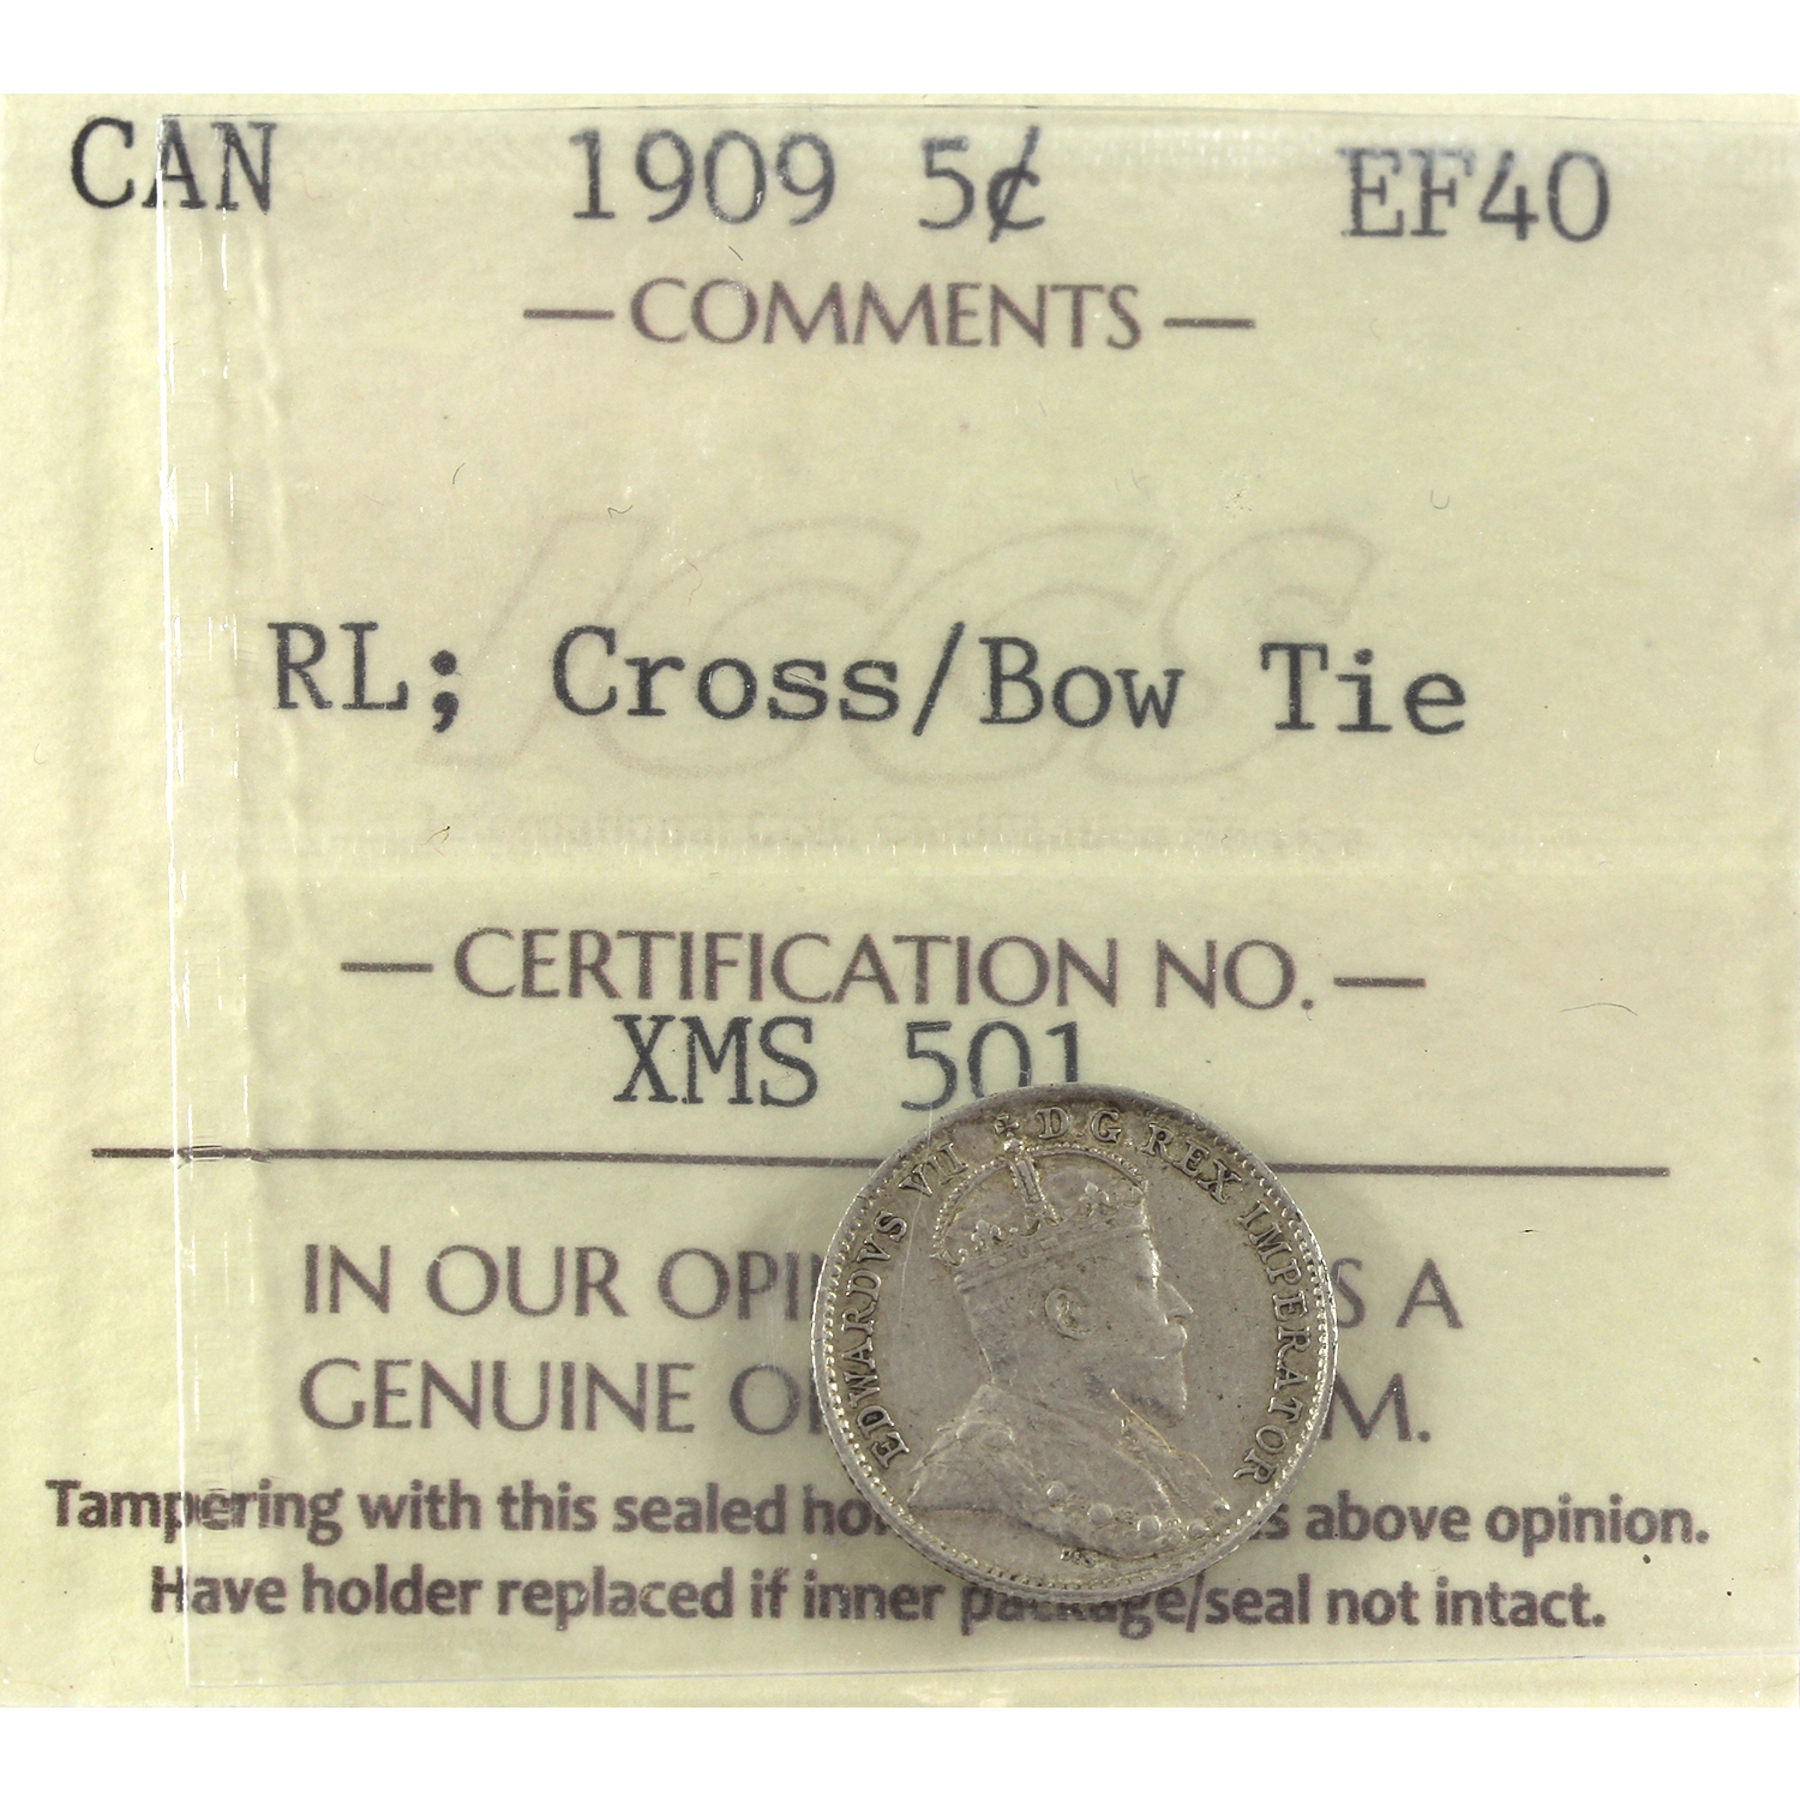 CAN 1909 5¢ EF40
— COMMENTS —
ICCS
RL; Cross/Bow Tie
— CERTIFICATION NO. —
XMS 501
IN OUR OPI S A
GENUINE O M.
Tampering with this sealed ho s above opinion.
Have holder replaced if inner package/seal not intact.
EDWARDVS VII D.G. REX IMPERATOR